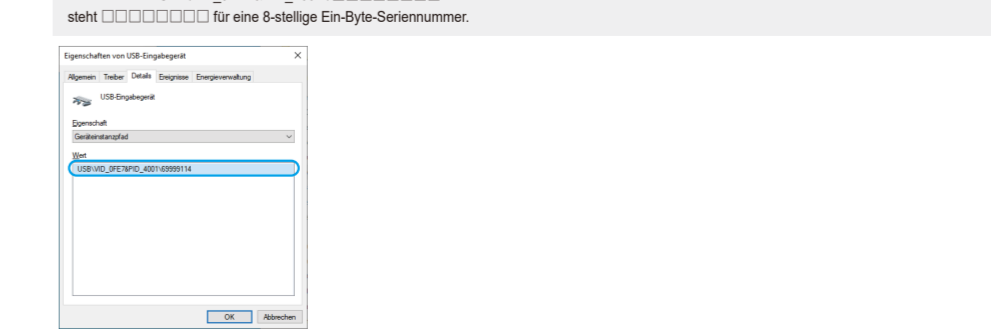 steht □□□□□□□□ für eine 8-stellige Ein-Byte-Seriennummer.
Eigenschaften von USB-Eingabegerät
Allgemein Treiber Details Ereignisse Energieverwaltung
USB-Eingabegerät
Eigenschaft
Geräteinstanzpfad
Wert
USB\VID_0FE7&PID_4001\69999114
OK Abbrechen